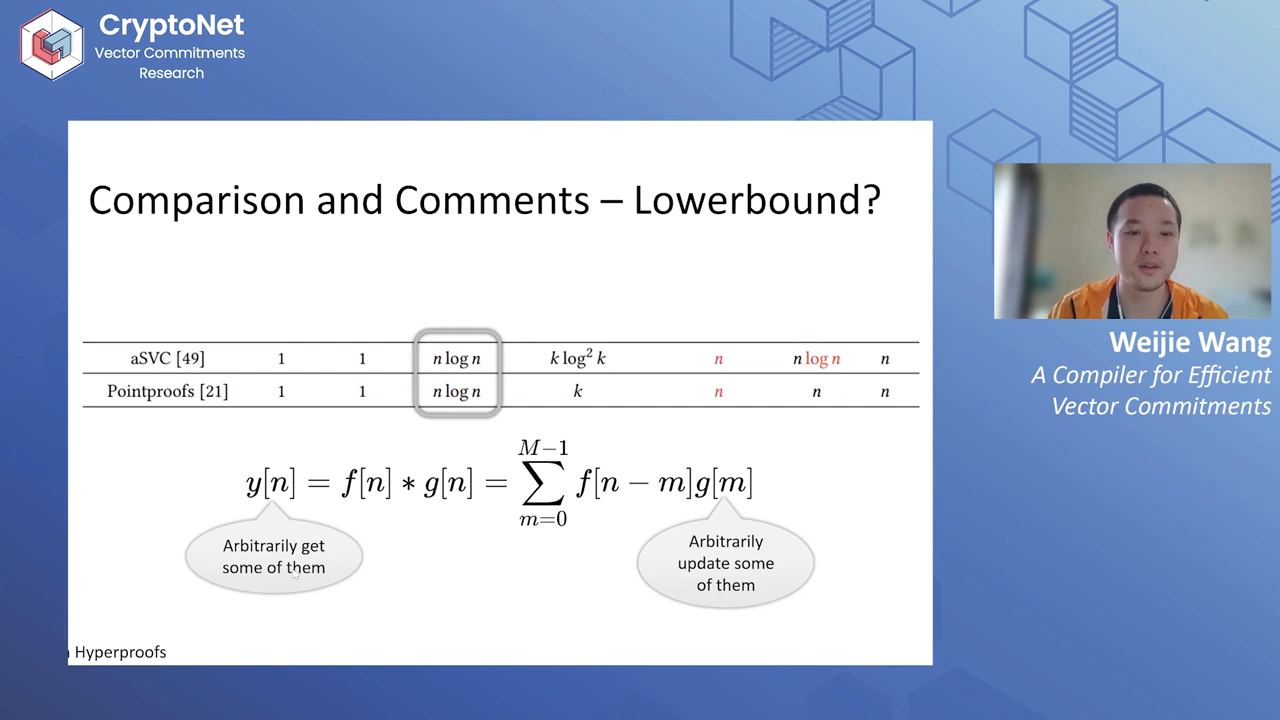 CryptoNet
Vector Commitments
Research
Comparison and Comments – Lowerbound?
aSVC [49] 1 1 n log n k log² k n n log n n
Pointproofs [21] 1 1 n log n k n n n
y[n] = f[n] ∗ g[n] = ∑_{m=0}^{M−1} f[n − m]g[m]
Arbitrarily get
some of them
Arbitrarily
update some
of them
Hyperproofs
Weijie Wang
A Compiler for Efficient
Vector Commitments